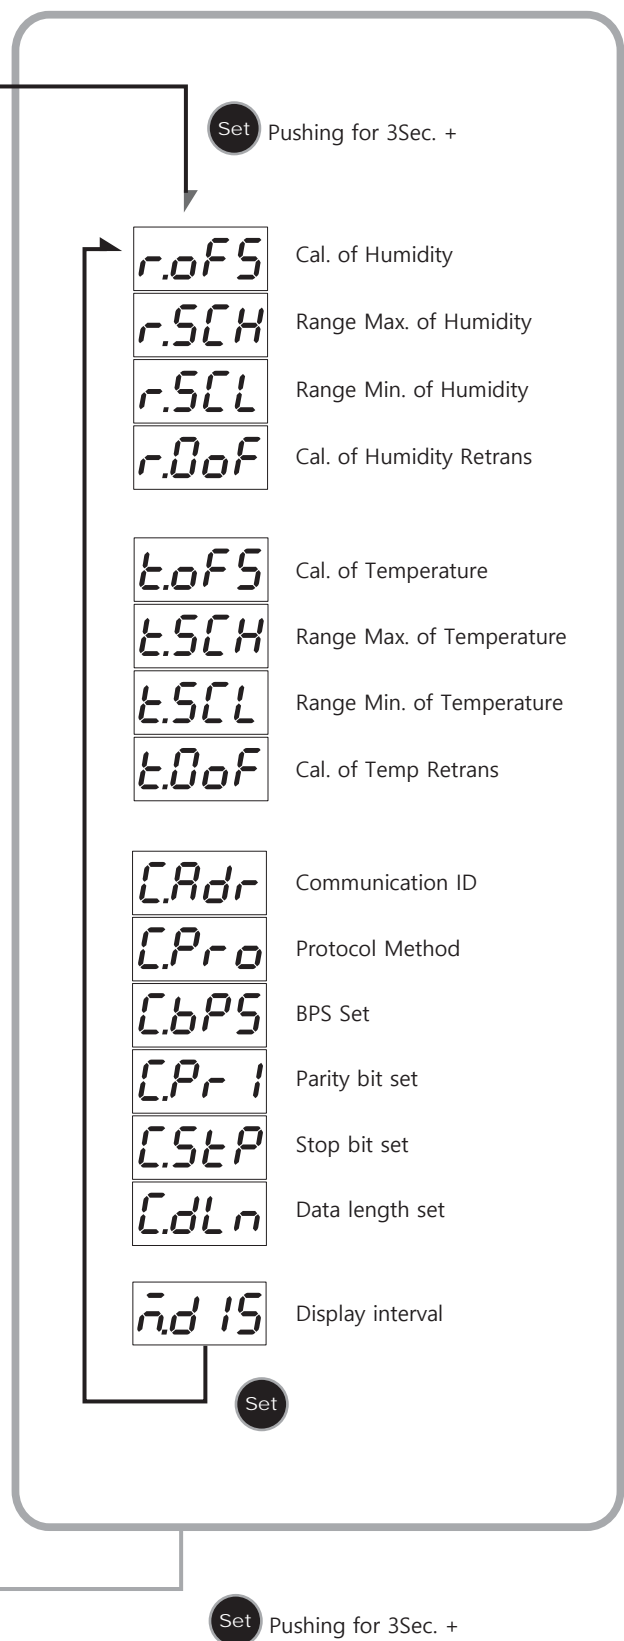 Set Pushing for 3Sec. +
r.oFS Cal. of Humidity
r.SCH Range Max. of Humidity
r.SCL Range Min. of Humidity
r.OoF Cal. of Humidity Retrans
t.oFS Cal. of Temperature
t.SCH Range Max. of Temperature
t.SCL Range Min. of Temperature
t.OoF Cal. of Temp Retrans
C.Adr Communication ID
C.Pro Protocol Method
C.bPS BPS Set
C.Pr1 Parity bit set
C.StP Stop bit set
C.dLn Data length set
m.d1S Display interval
Set
Set Pushing for 3Sec. +